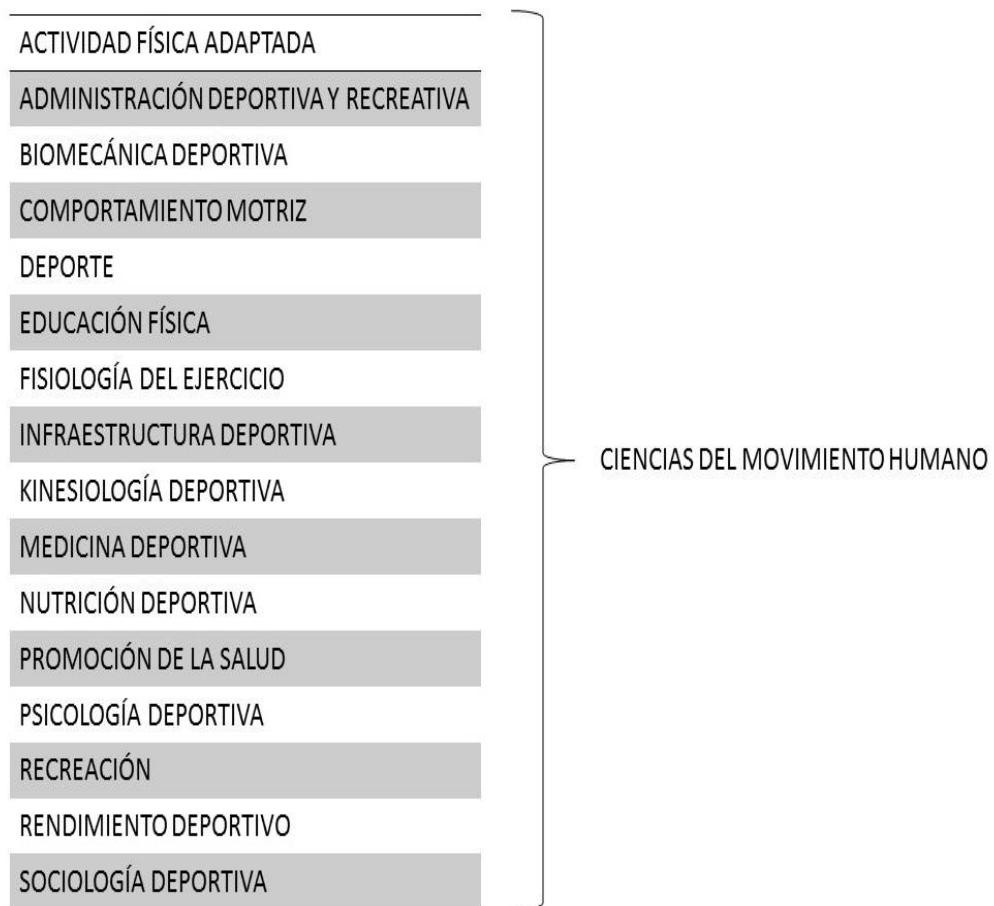 ACTIVIDAD FÍSICA ADAPTADA
ADMINISTRACIÓN DEPORTIVA Y RECREATIVA
BIOMECÁNICA DEPORTIVA
COMPORTAMIENTO MOTRIZ
DEPORTE
EDUCACIÓN FÍSICA
FISIOLOGÍA DEL EJERCICIO
INFRAESTRUCTURA DEPORTIVA
KINESIOLOGÍA DEPORTIVA
MEDICINA DEPORTIVA
NUTRICIÓN DEPORTIVA
PROMOCIÓN DE LA SALUD
PSICOLOGÍA DEPORTIVA
RECREACIÓN
RENDIMIENTO DEPORTIVO
SOCIOLOGÍA DEPORTIVA
CIENCIAS DEL MOVIMIENTO HUMANO